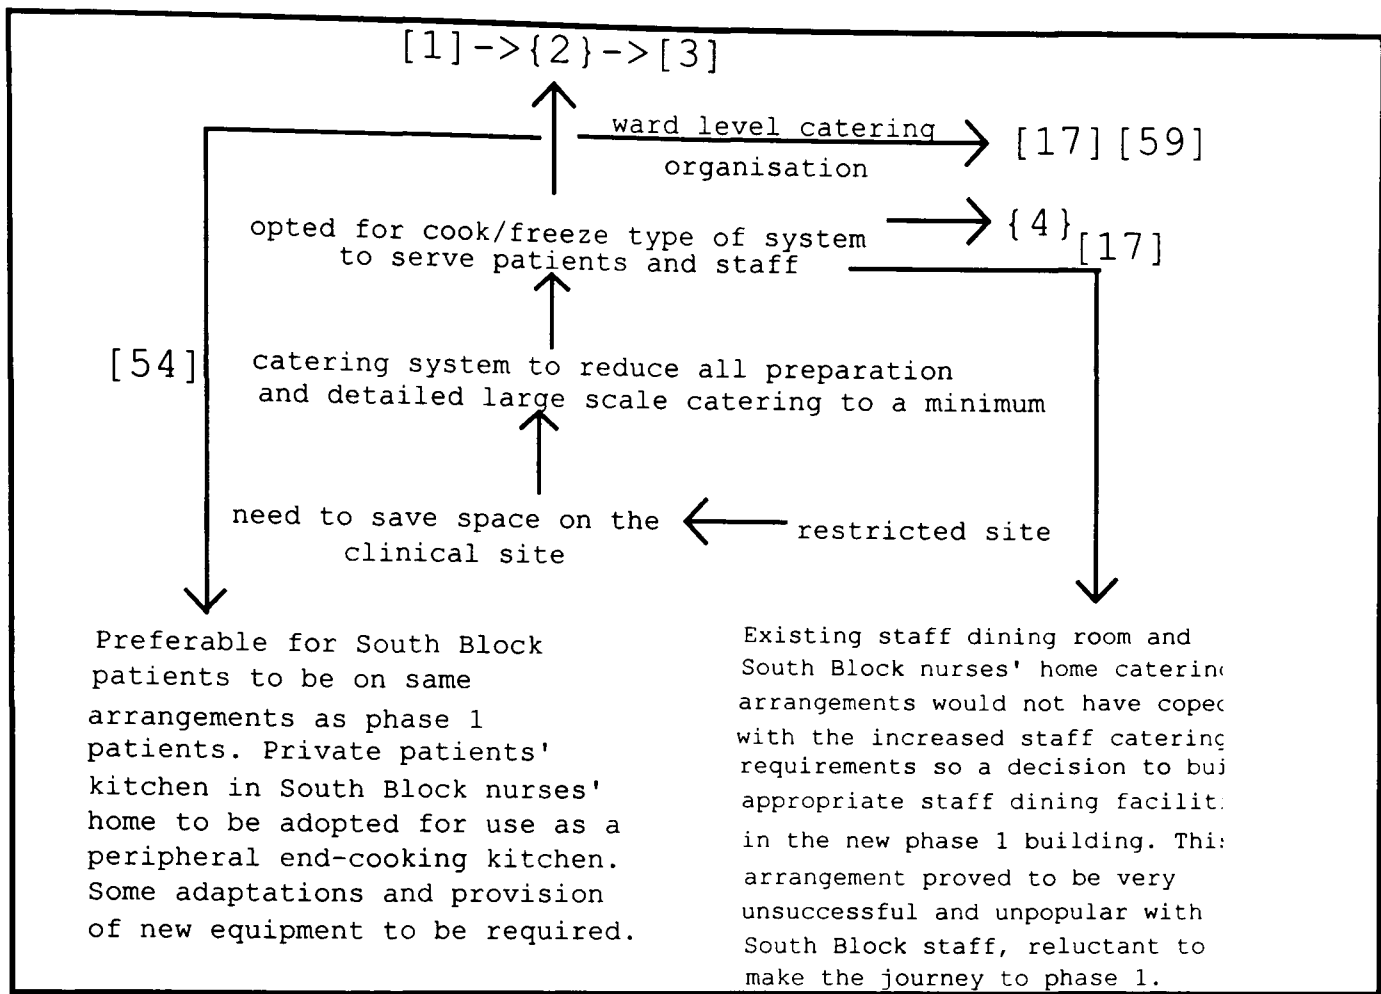 [1]->{2}->[3]
ward level catering
organisation
[17][59]
opted for cook/freeze type of system
to serve patients and staff
{4}
[17]
[54]
catering system to reduce all preparation
and detailed large scale catering to a minimum
need to save space on the
clinical site
restricted site
Preferable for South Block
patients to be on same
arrangements as phase 1
patients. Private patients'
kitchen in South Block nurses'
home to be adopted for use as a
peripheral end-cooking kitchen.
Some adaptations and provision
of new equipment to be required.
Existing staff dining room and
South Block nurses' home
arrangements would not have
with the increased staff
requirements so a decision to
appropriate staff dining
in the new phase 1 building.
arrangement proved to be very
unsuccessful and unpopular with
South Block staff, reluctant to
make the journey to phase 1.